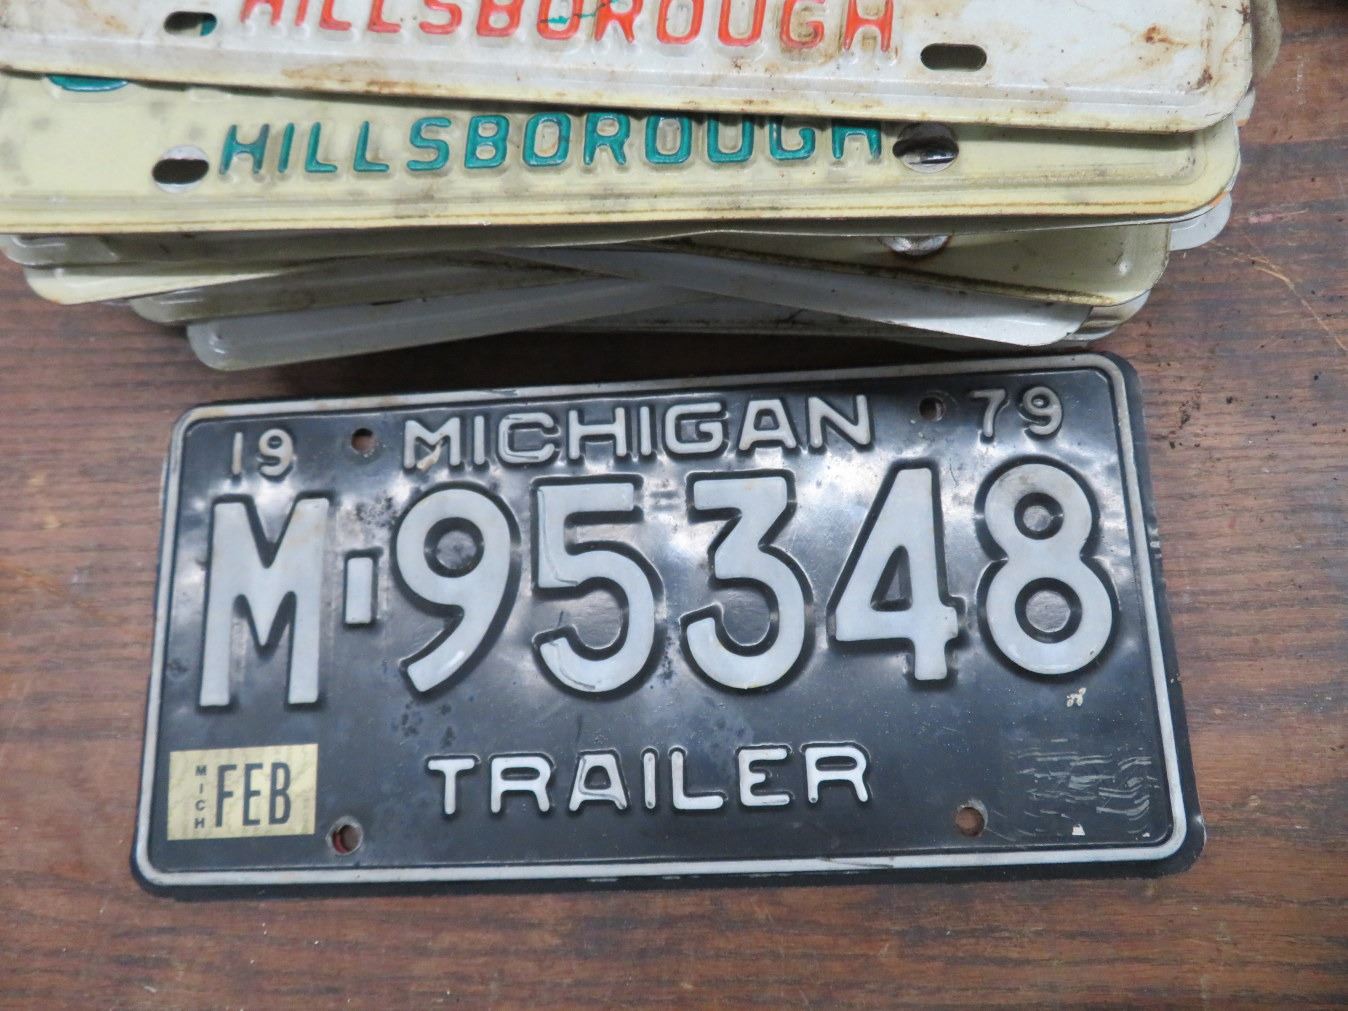 HILLSBOROUGH
HILLSBOROUGH
19 MICHIGAN 79
M-95348
MICH FEB
TRAILER